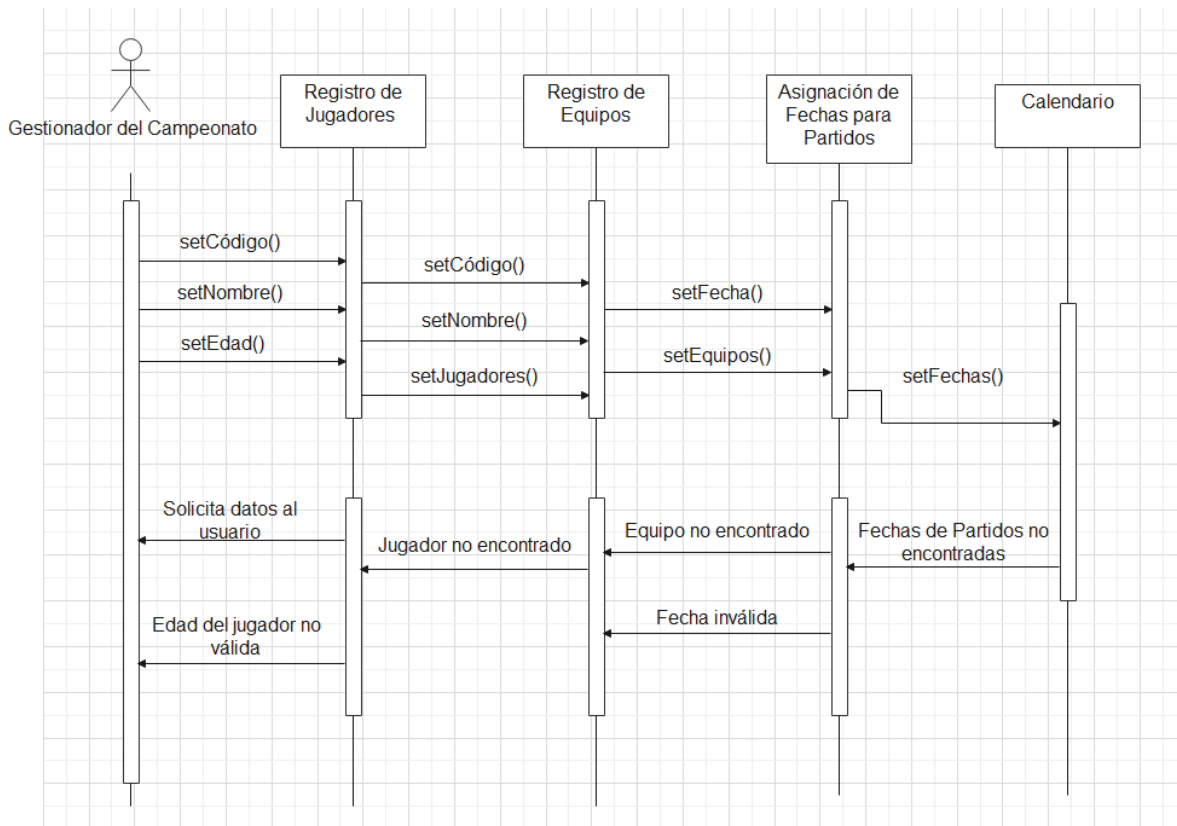 Gestionador del Campeonato
Registro de
Jugadores
Registro de
Equipos
Asignación de
Fechas para
Partidos
Calendario
setCódigo()
setNombre()
setEdad()
setCódigo()
setNombre()
setJugadores()
setFecha()
setEquipos()
setFechas()
Solicita datos al
usuario
Jugador no encontrado
Equipo no encontrado
Fechas de Partidos no
encontradas
Edad del jugador no
válida
Fecha inválida